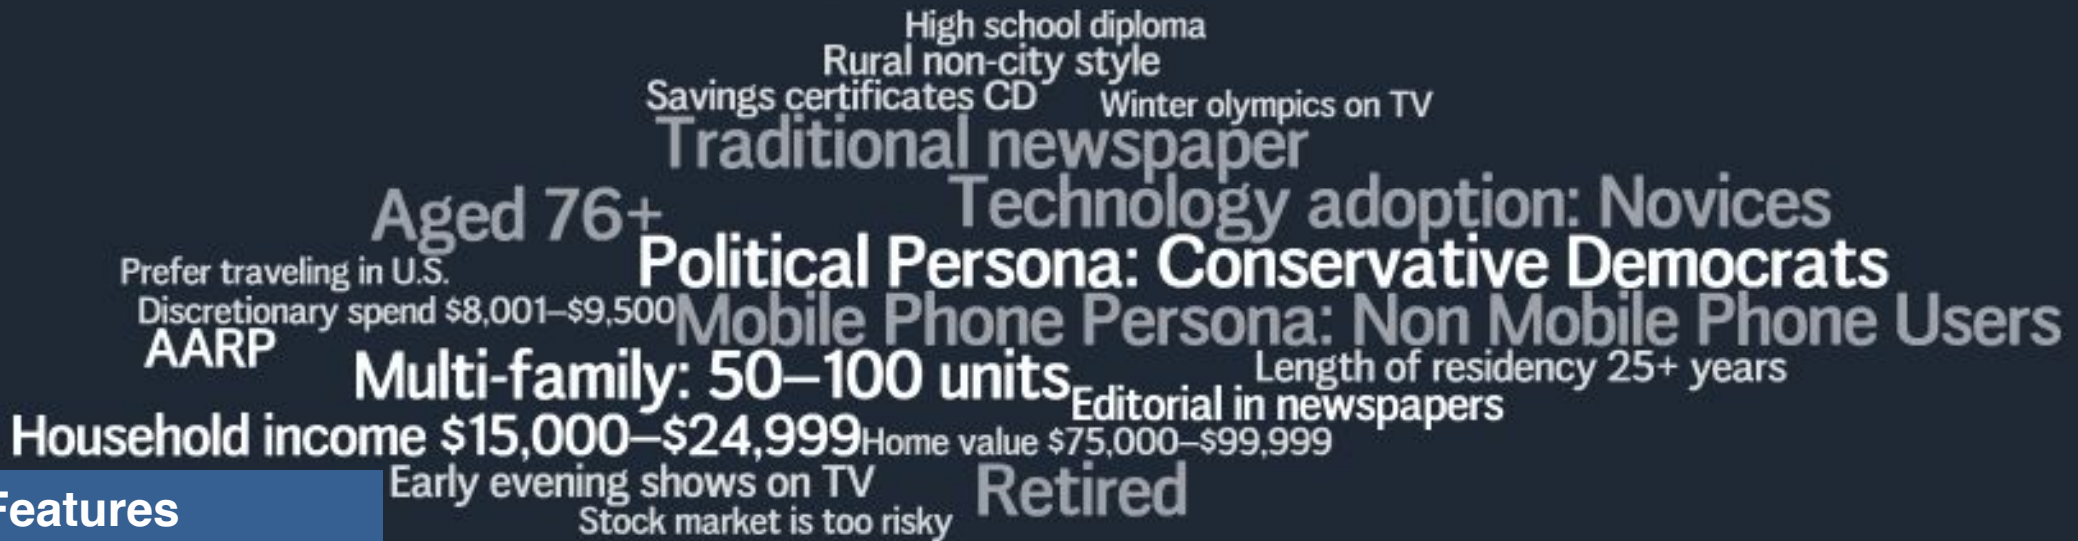 High school diploma
Rural non-city style
Savings certificates CD Winter olympics on TV
Traditional newspaper
Aged 76+ Technology adoption: Novices
Political Persona: Conservative Democrats
Prefer traveling in U.S.
Discretionary spend $8,001–$9,500 Mobile Phone Persona: Non Mobile Phone Users
AARP
Multi-family: 50–100 units Length of residency 25+ years
Editorial in newspapers
Household income $15,000–$24,999 Home value $75,000–$99,999
Early evening shows on TV Retired
Features
Stock market is too risky